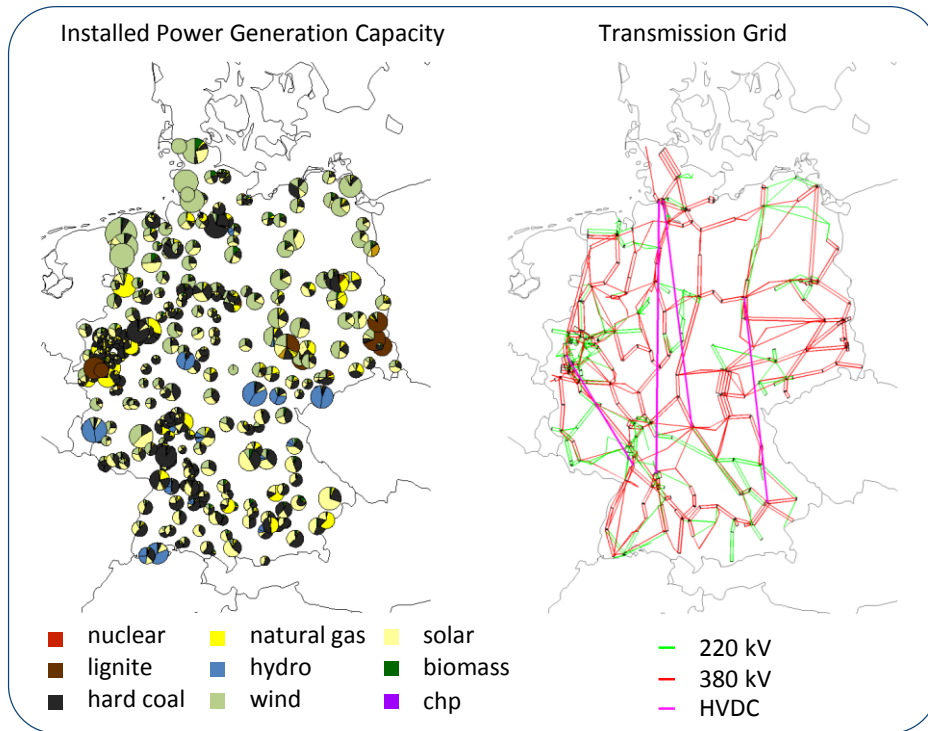 Installed Power Generation Capacity
Transmission Grid
nuclear
natural gas
solar
lignite
hydro
biomass
hard coal
wind
chp
220 kV
380 kV
HVDC